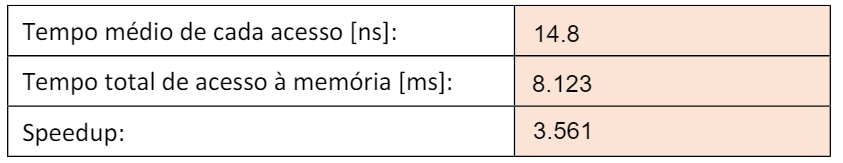 Tempo médio de cada acesso [ns]: 14.8
Tempo total de acesso à memória [ms]: 8.123
Speedup: 3.561